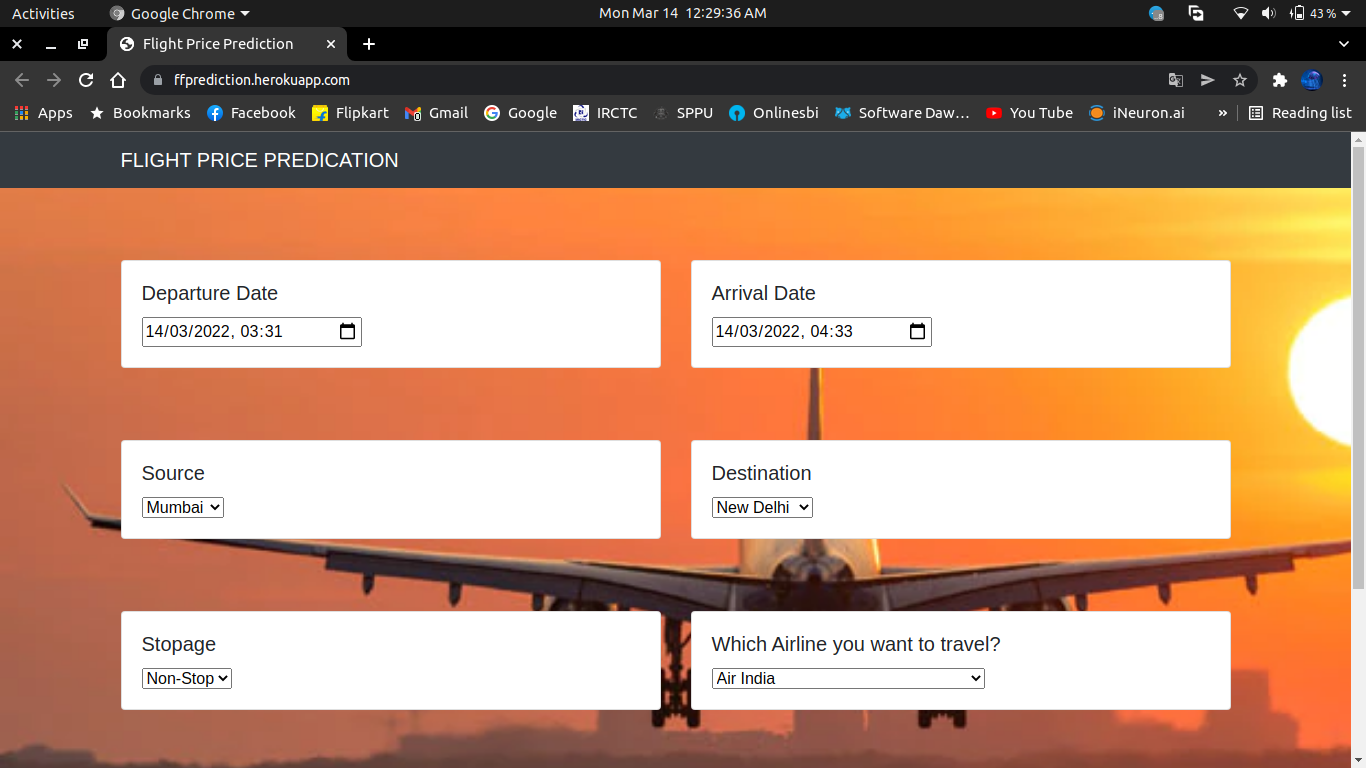 Activities Google Chrome Mon Mar 14 12:29:36 AM 43 %
Flight Price Prediction
ffprediction.herokuapp.com
Apps Bookmarks Facebook Flipkart Gmail Google IRCTC SPPU Onlinesbi Software Daw… You Tube iNeuron.ai » Reading list
FLIGHT PRICE PREDICATION
Departure Date Arrival Date
14/03/2022, 03:31 14/03/2022, 04:33
Source Destination
Mumbai New Delhi
Stopage Which Airline you want to travel?
Non-Stop Air India